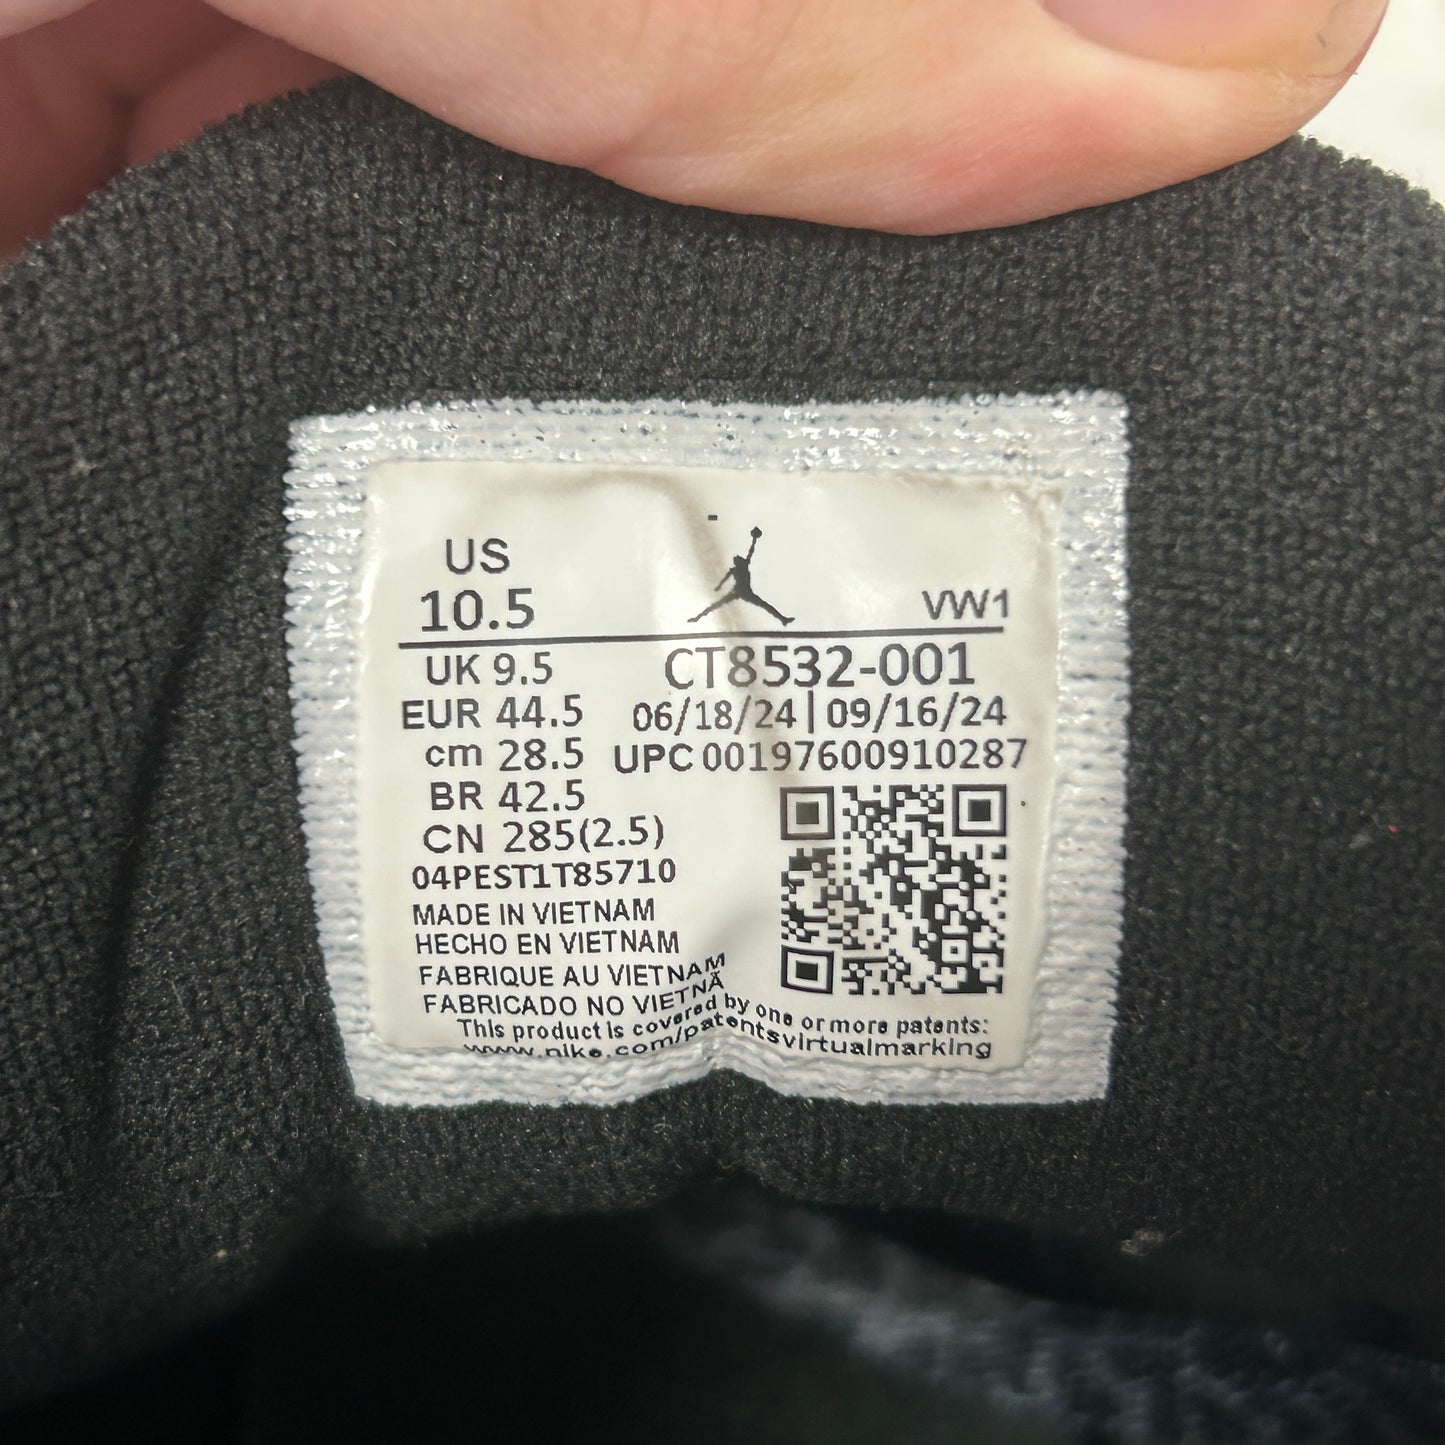 US
10.5
VW1
UK 9.5
CT8532-001
EUR 44.5
06/18/24 | 09/16/24
cm 28.5
UPC 00197600910287
BR 42.5
CN 285(2.5)
04PEST1T85710
MADE IN VIETNAM
HECHO EN VIETNAM
FABRIQUE AU VIETNAM
FABRICADO NO VIETNÃ
This product is covered by one or more patents:
www.nike.com/patentsvirtualmarking